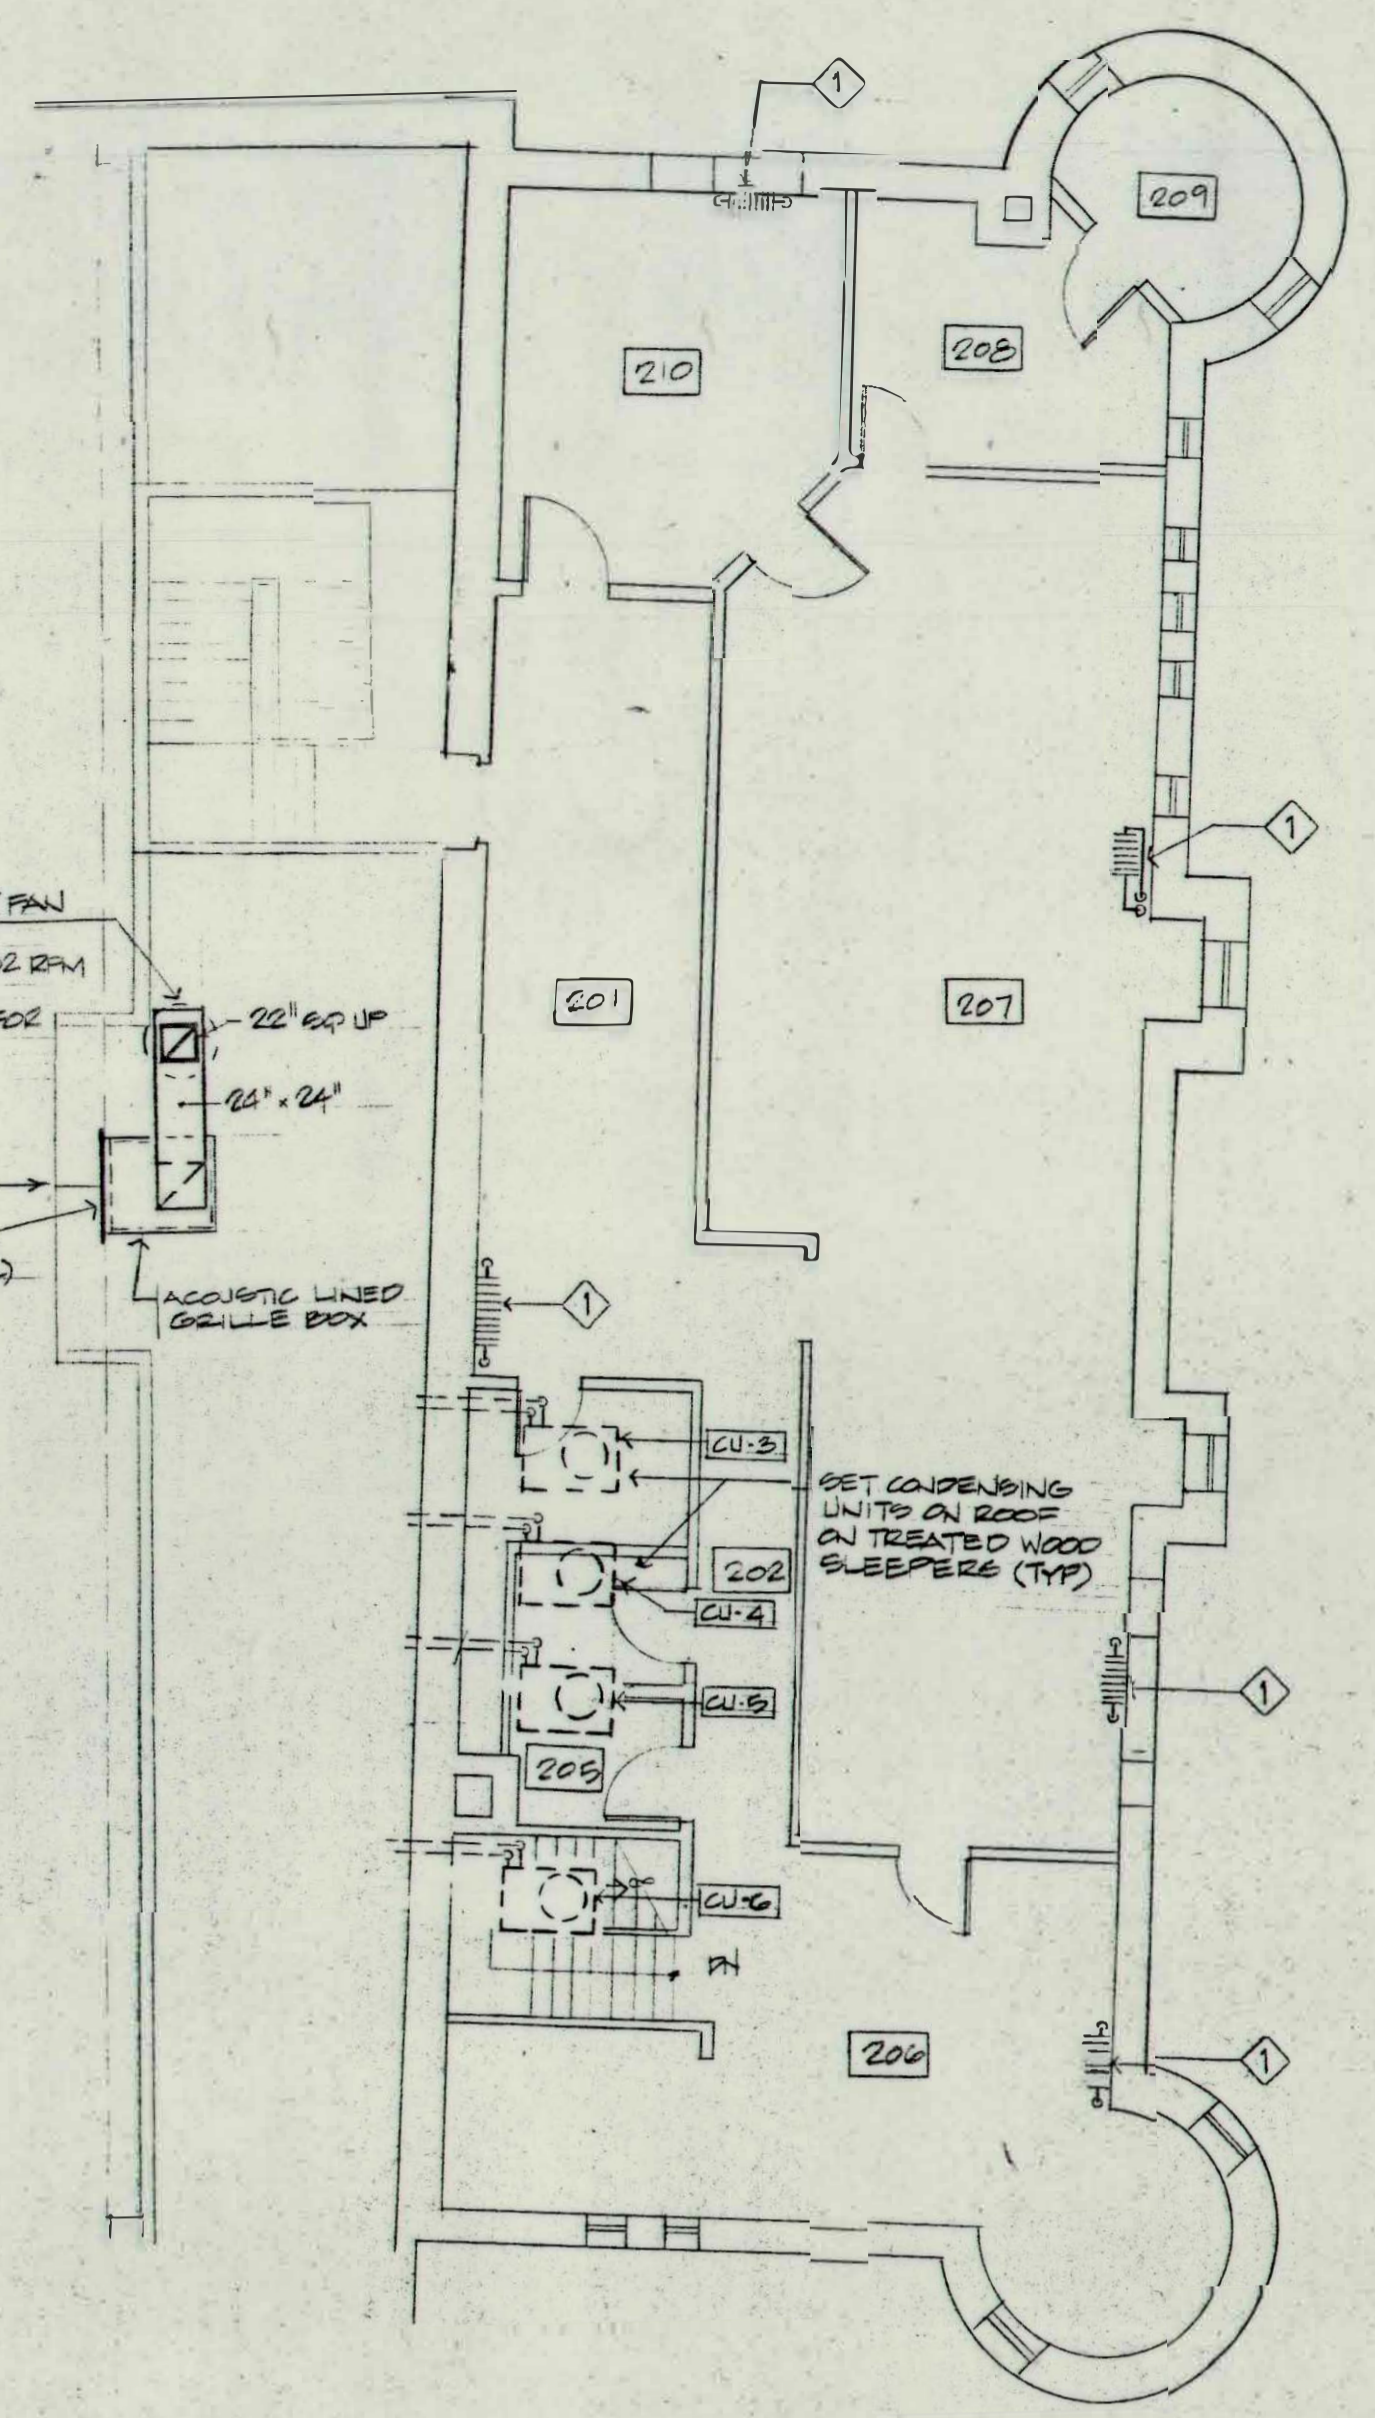 1
209
208
210
1
FAN
2 RPM
FOR
22" SQ UP
24" x 24"
201
207
ACOUSTIC LINED
GRILLE BOX
1
CU-3
SET CONDENSING
UNITS ON ROOF
ON TREATED WOOD
SLEEPERS (TYP)
202
CU-4
1
CU-5
205
CU-6
DN
206
1